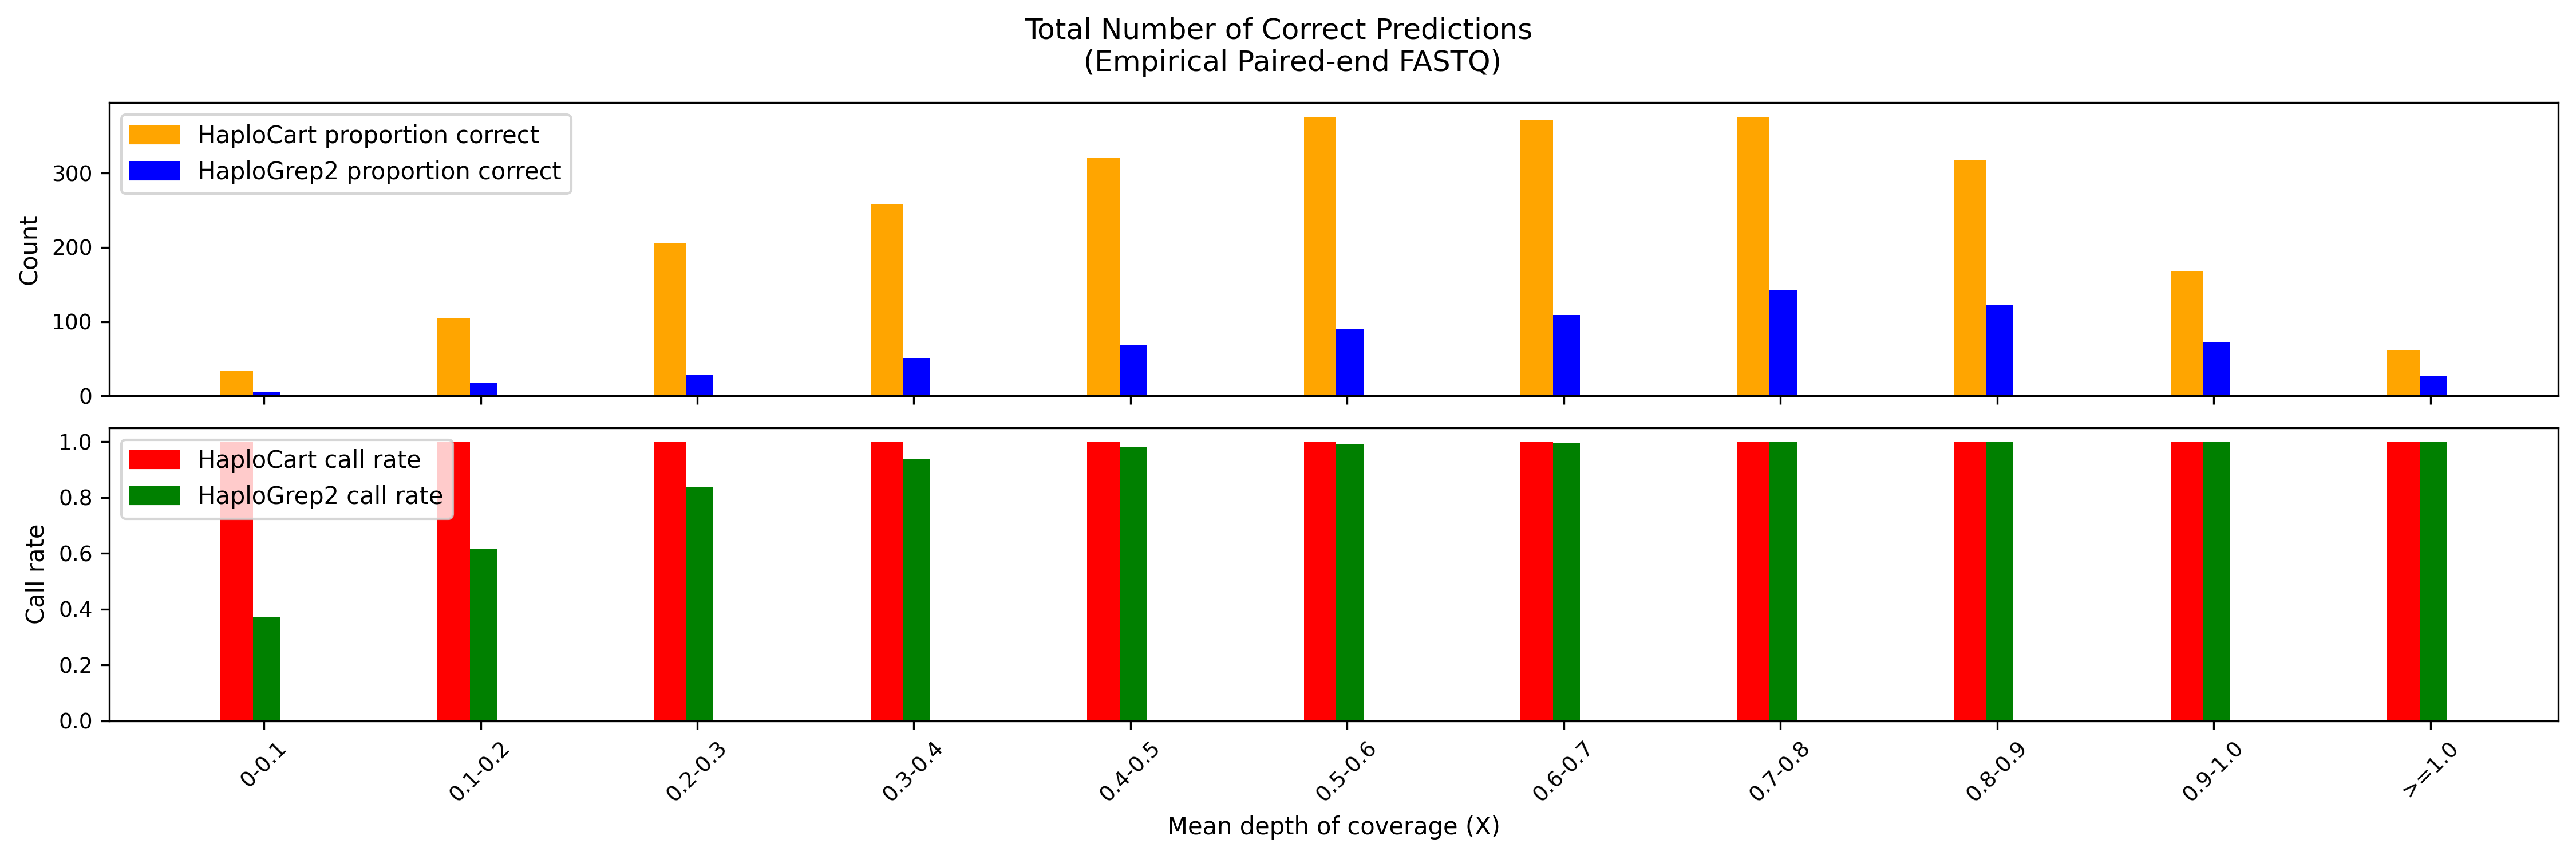 Total Number of Correct Predictions
(Empirical Paired-end FASTQ)
HaploCart proportion correct
HaploGrep2 proportion correct
Count
300
200
100
0
HaploCart call rate
HaploGrep2 call rate
Call rate
1.0
0.8
0.6
0.4
0.2
0.0
0-0.1
0.1-0.2
0.2-0.3
0.3-0.4
0.4-0.5
0.5-0.6
0.6-0.7
0.7-0.8
0.8-0.9
0.9-1.0
>=1.0
Mean depth of coverage (X)